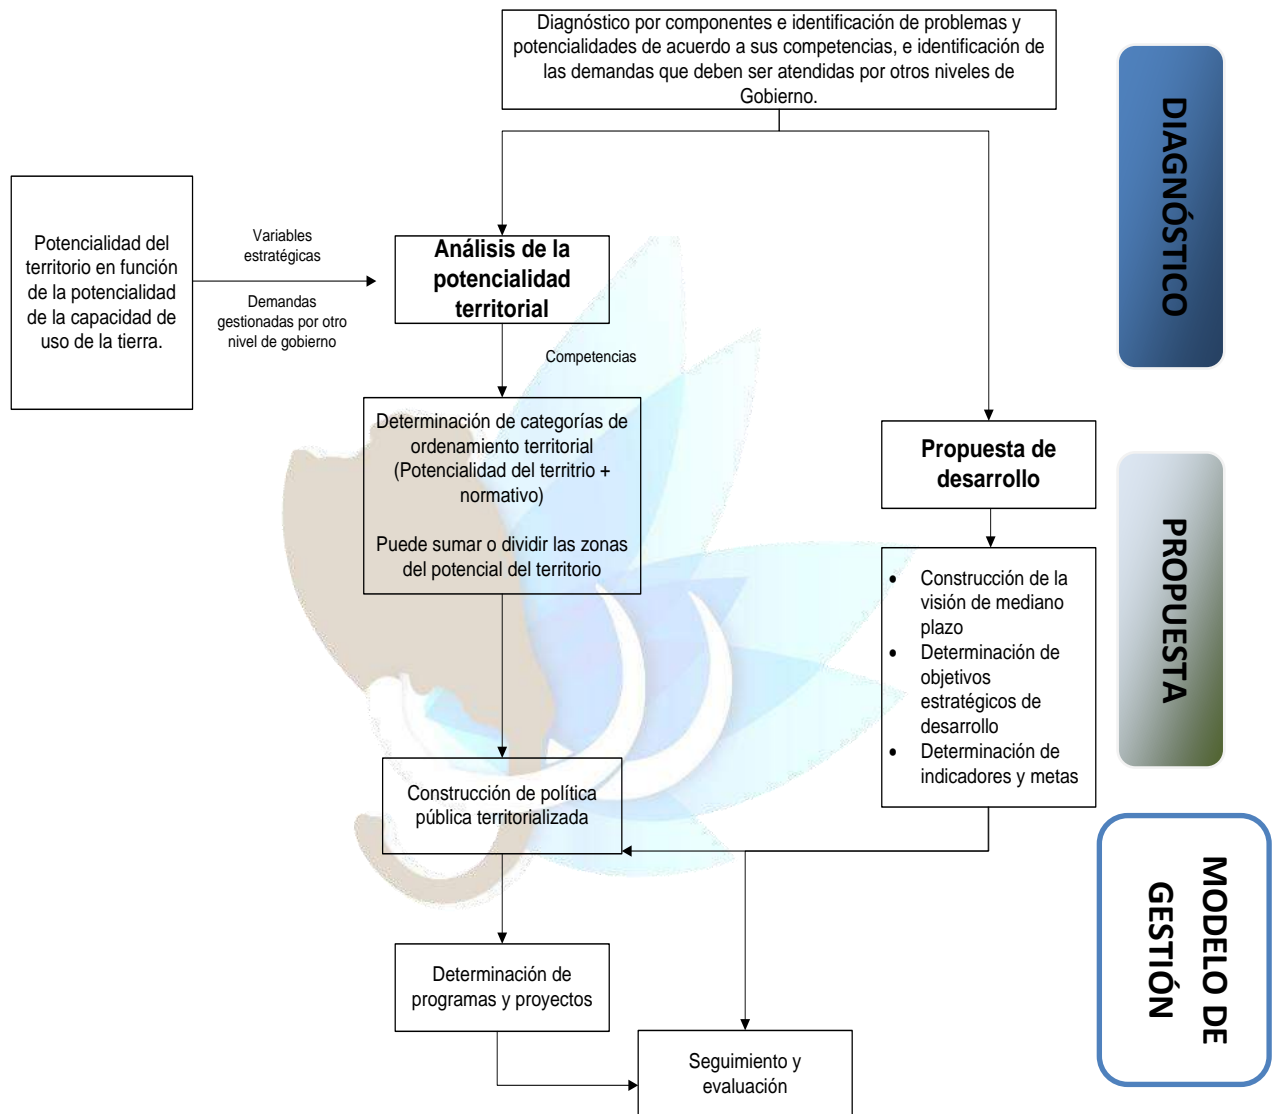 Diagnóstico por componentes e identificación de problemas y
potencialidades de acuerdo a sus competencias, e identificación de
las demandas que deben ser atendidas por otros niveles de
Gobierno.
DIAGNÓSTICO
Potencialidad del
territorio en función
de la potencialidad
de la capacidad de
uso de la tierra.
Variables
estratégicas
Demandas
gestionadas por otro
nivel de gobierno
Análisis de la
potencialidad
territorial
Competencias
Determinación de categorías de
ordenamiento territorial
(Potencialidad del territrio +
normativo)
Puede sumar o dividir las zonas
del potencial del territorio
Propuesta de
desarrollo
PROPUESTA
• Construcción de la
visión de mediano
plazo
• Determinación de
objetivos
estratégicos de
desarrollo
• Determinación de
indicadores y metas
Construcción de política
pública territorializada
MODELO DE
GESTIÓN
Determinación de
programas y proyectos
Seguimiento y
evaluación